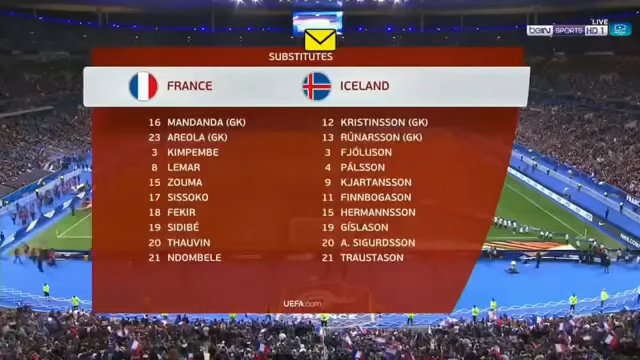 LIVE
beIN SPORTS HD 1
SUBSTITUTES
FRANCE ICELAND
16 MANDANDA (GK) 12 KRISTINSSON (GK)
23 AREOLA (GK) 13 RÚNARSSON (GK)
3 KIMPEMBE 3 FJÓLUSON
8 LEMAR 4 PÁLSSON
15 ZOUMA 9 KJARTANSSON
17 SISSOKO 11 FINNBOGASON
18 FEKIR 15 HERMANNSSON
19 SIDIBÉ 19 GÍSLASON
20 THAUVIN 20 A. SIGURDSSON
21 NDOMBELE 21 TRAUSTASON
UEFA.com
FRANCE